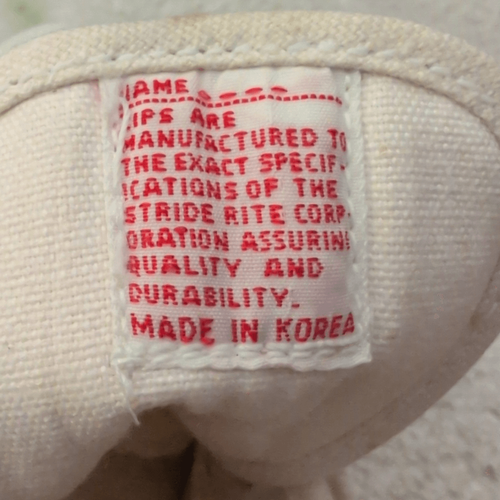 NAME
ZIPS ARE
MANUFACTURED TO
THE EXACT SPECIF-
ICATIONS OF THE
STRIDE RITE CORP-
ORATION ASSURING
QUALITY AND
DURABILITY.
MADE IN KOREA